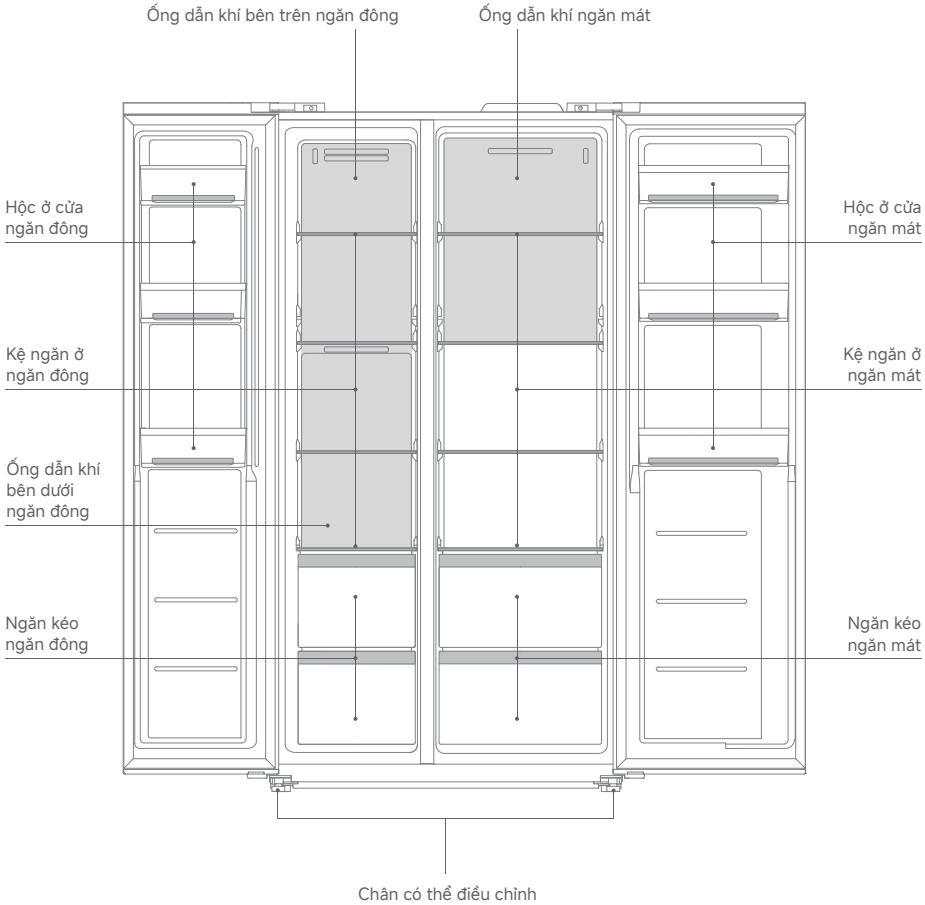 Ống dẫn khí bên trên ngăn đông
Ống dẫn khí ngăn mát
Hộc ở cửa
ngăn đông
Hộc ở cửa
ngăn mát
Kệ ngăn ở
ngăn đông
Kệ ngăn ở
ngăn mát
Ống dẫn khí
bên dưới
ngăn đông
Ngăn kéo
ngăn đông
Ngăn kéo
ngăn mát
Chân có thể điều chỉnh